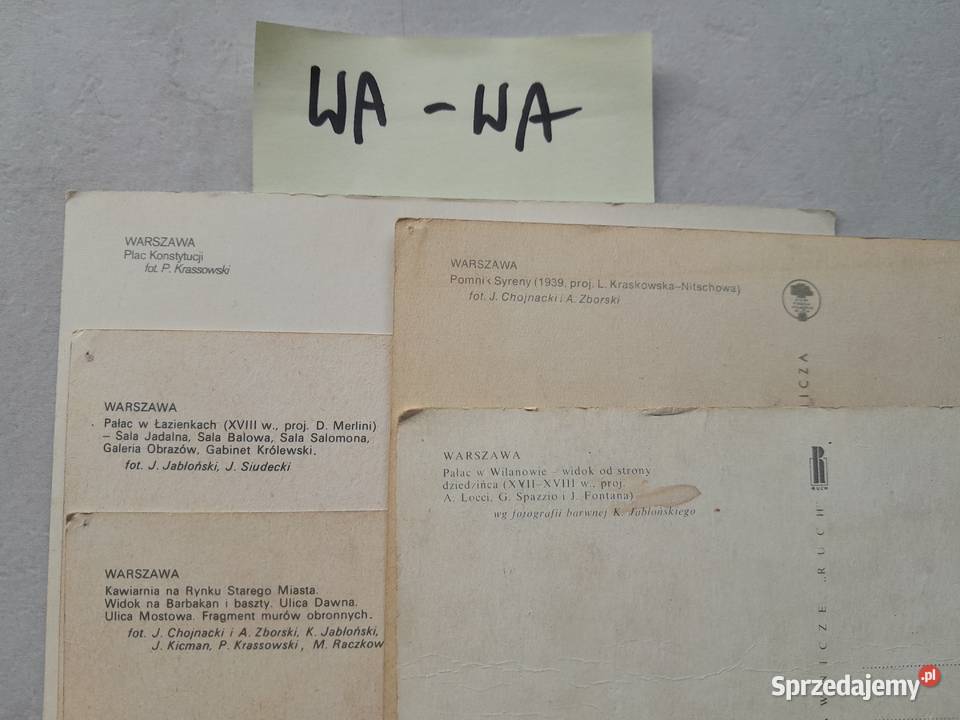 WA - WA
WARSZAWA
Plac Konstytucji
fot. P. Krassowski
WARSZAWA
Pomnik Syreny (1939, proj. L. Kraskowska-Nitschowa)
fot. J. Chojnacki i A. Zborski
LICZA
WARSZAWA
Pałac w Łazienkach (XVIII w., proj. D. Merlini)
– Sala Jadalna, Sala Balowa, Sala Salomona,
Galeria Obrazów, Gabinet Królewski.
fot. J. Jabłoński, J. Siudecki
WARSZAWA
Pałac w Wilanowie – widok od strony
dziedzińca (XVII–XVIII w., proj.
A. Locci, G. Spazzio i J. Fontana)
wg fotografii barwnej K. Jabłońskiego
R
RUCH
WNICZE „RUCH
WARSZAWA
Kawiarnia na Rynku Starego Miasta.
Widok na Barbakan i baszty. Ulica Dawna.
Ulica Mostowa. Fragment murów obronnych.
fot. J. Chojnacki i A. Zborski, K. Jabłoński,
J. Kicman, P. Krassowski, M. Raczkow
Sprzedajemy.pl